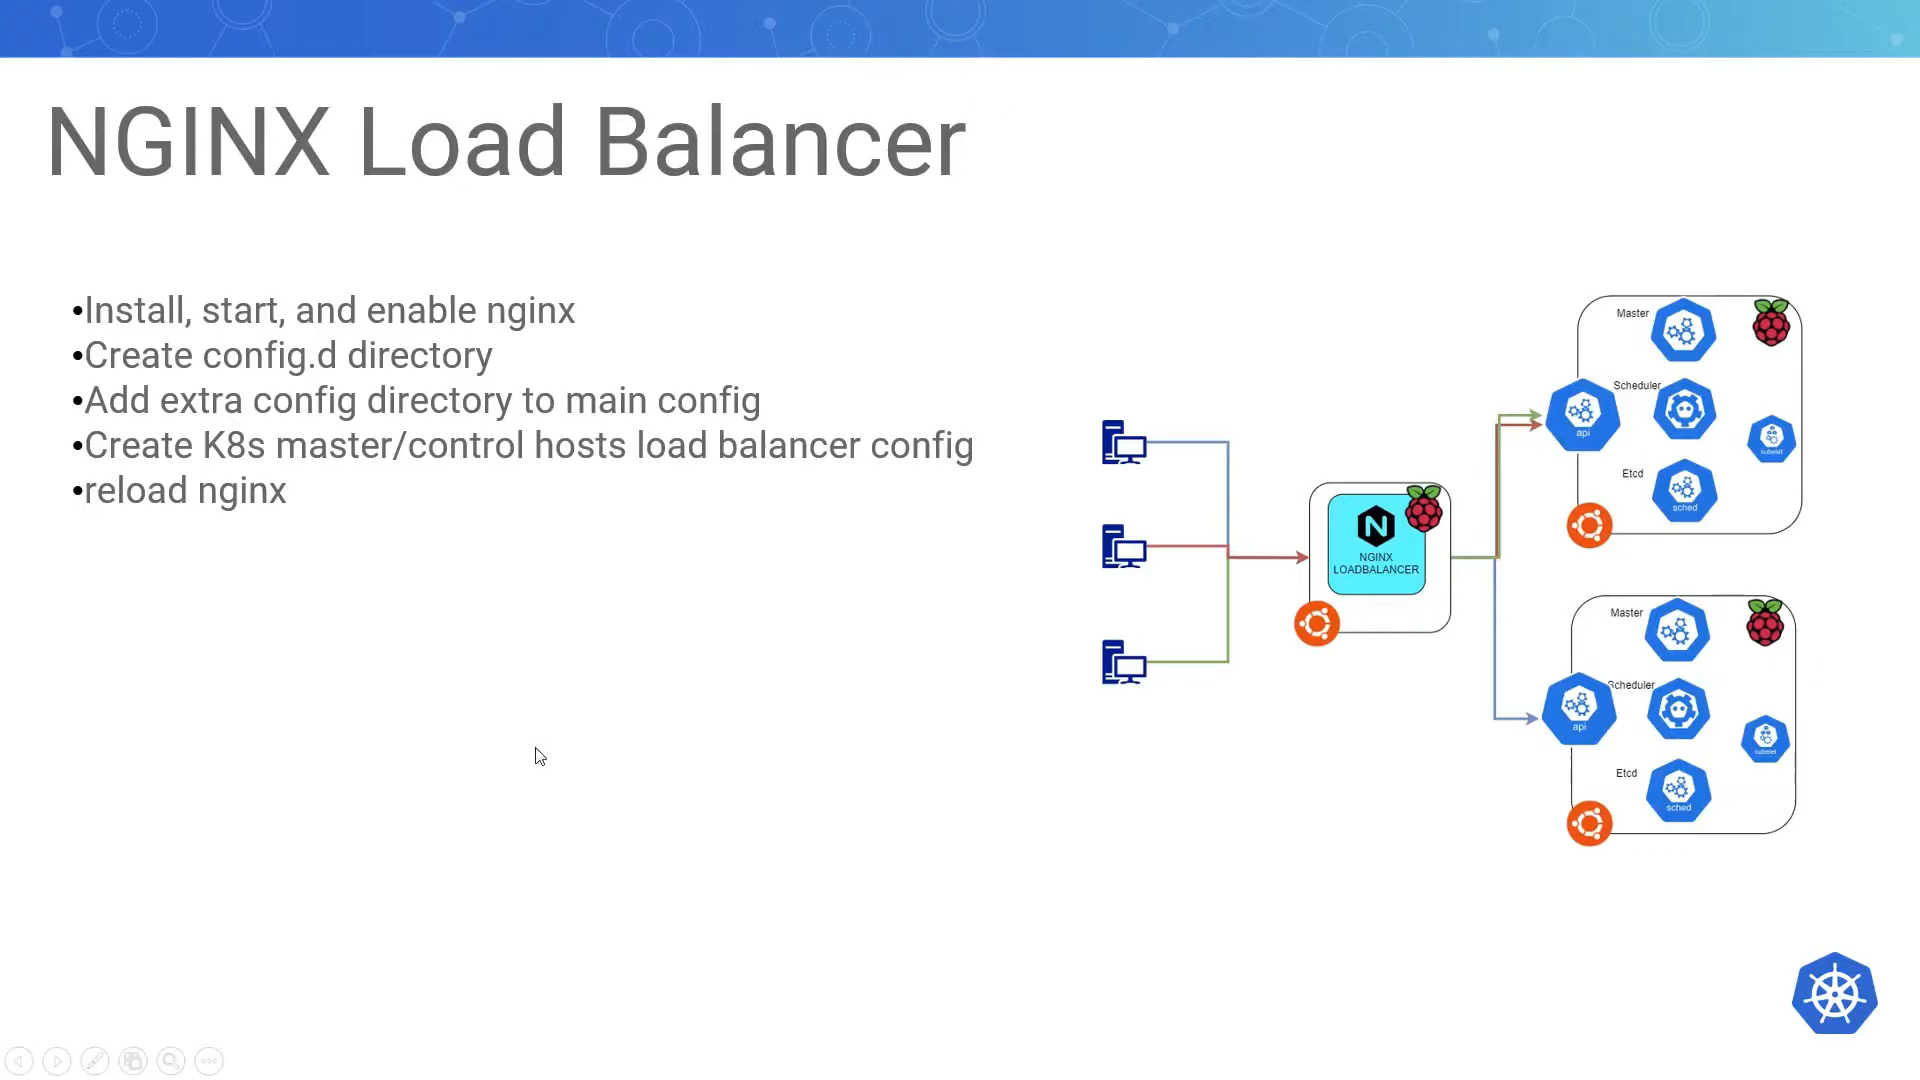 NGINX Load Balancer
•Install, start, and enable nginx
•Create config.d directory
•Add extra config directory to main config
•Create K8s master/control hosts load balancer config
•reload nginx
N
NGINX
LOADBALANCER
Master
Scheduler
api
kubelet
Etcd
sched
Master
Scheduler
api
kubelet
Etcd
sched